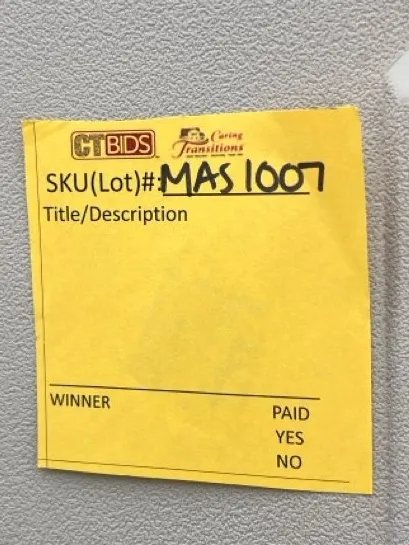 CTBIDS Caring Transitions
SKU(Lot)#: MAS 1007
Title/Description
WINNER
PAID
YES
NO